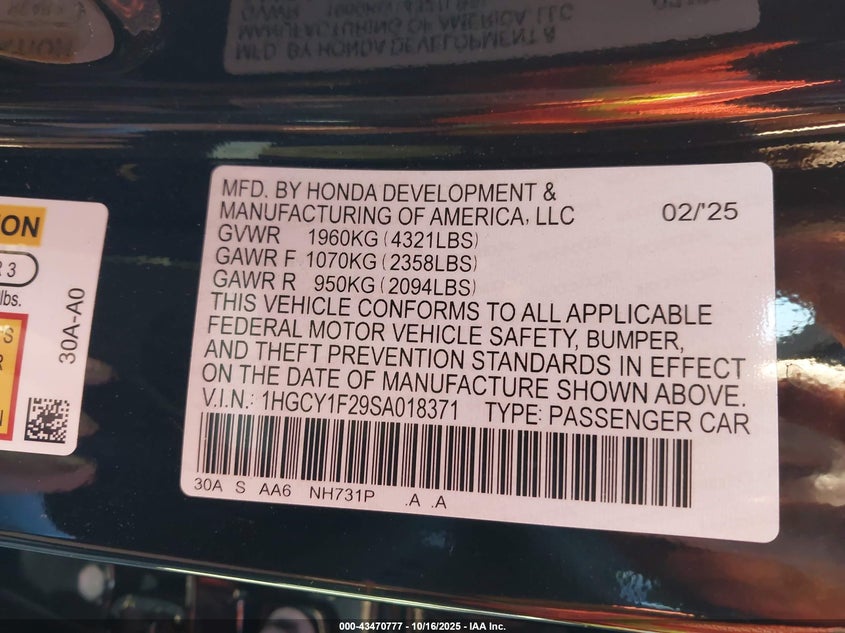 MFD. BY HONDA DEVELOPMENT &
MANUFACTURING OF AMERICA, LLC 02/'25
GVWR 1960KG (4321LBS)
GAWR F 1070KG (2358LBS)
GAWR R 950KG (2094LBS)
THIS VEHICLE CONFORMS TO ALL APPLICABLE
FEDERAL MOTOR VEHICLE SAFETY, BUMPER,
AND THEFT PREVENTION STANDARDS IN EFFECT
ON THE DATE OF MANUFACTURE SHOWN ABOVE.
V.I.N.: 1HGCY1F29SA018371 TYPE: PASSENGER CAR
30A S AA6 NH731P .A .A
3
lbs.
30A-A0
000-43470777 - 10/16/2025 - IAA Inc.